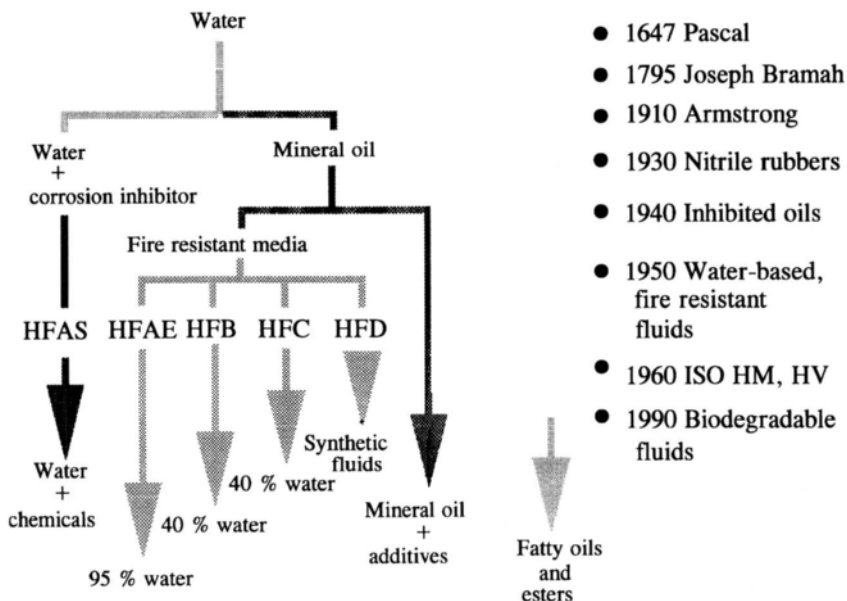 Water
Water
+
corrosion inhibitor
Mineral oil
Fire resistant media
HFAS HFAE HFB HFC HFD
Water
+
chemicals
95 % water
40 % water
40 % water
Synthetic
fluids
Mineral oil
+
additives
Fatty oils
and
esters
● 1647 Pascal
● 1795 Joseph Bramah
● 1910 Armstrong
● 1930 Nitrile rubbers
● 1940 Inhibited oils
● 1950 Water-based,
fire resistant
fluids
● 1960 ISO HM, HV
● 1990 Biodegradable
fluids